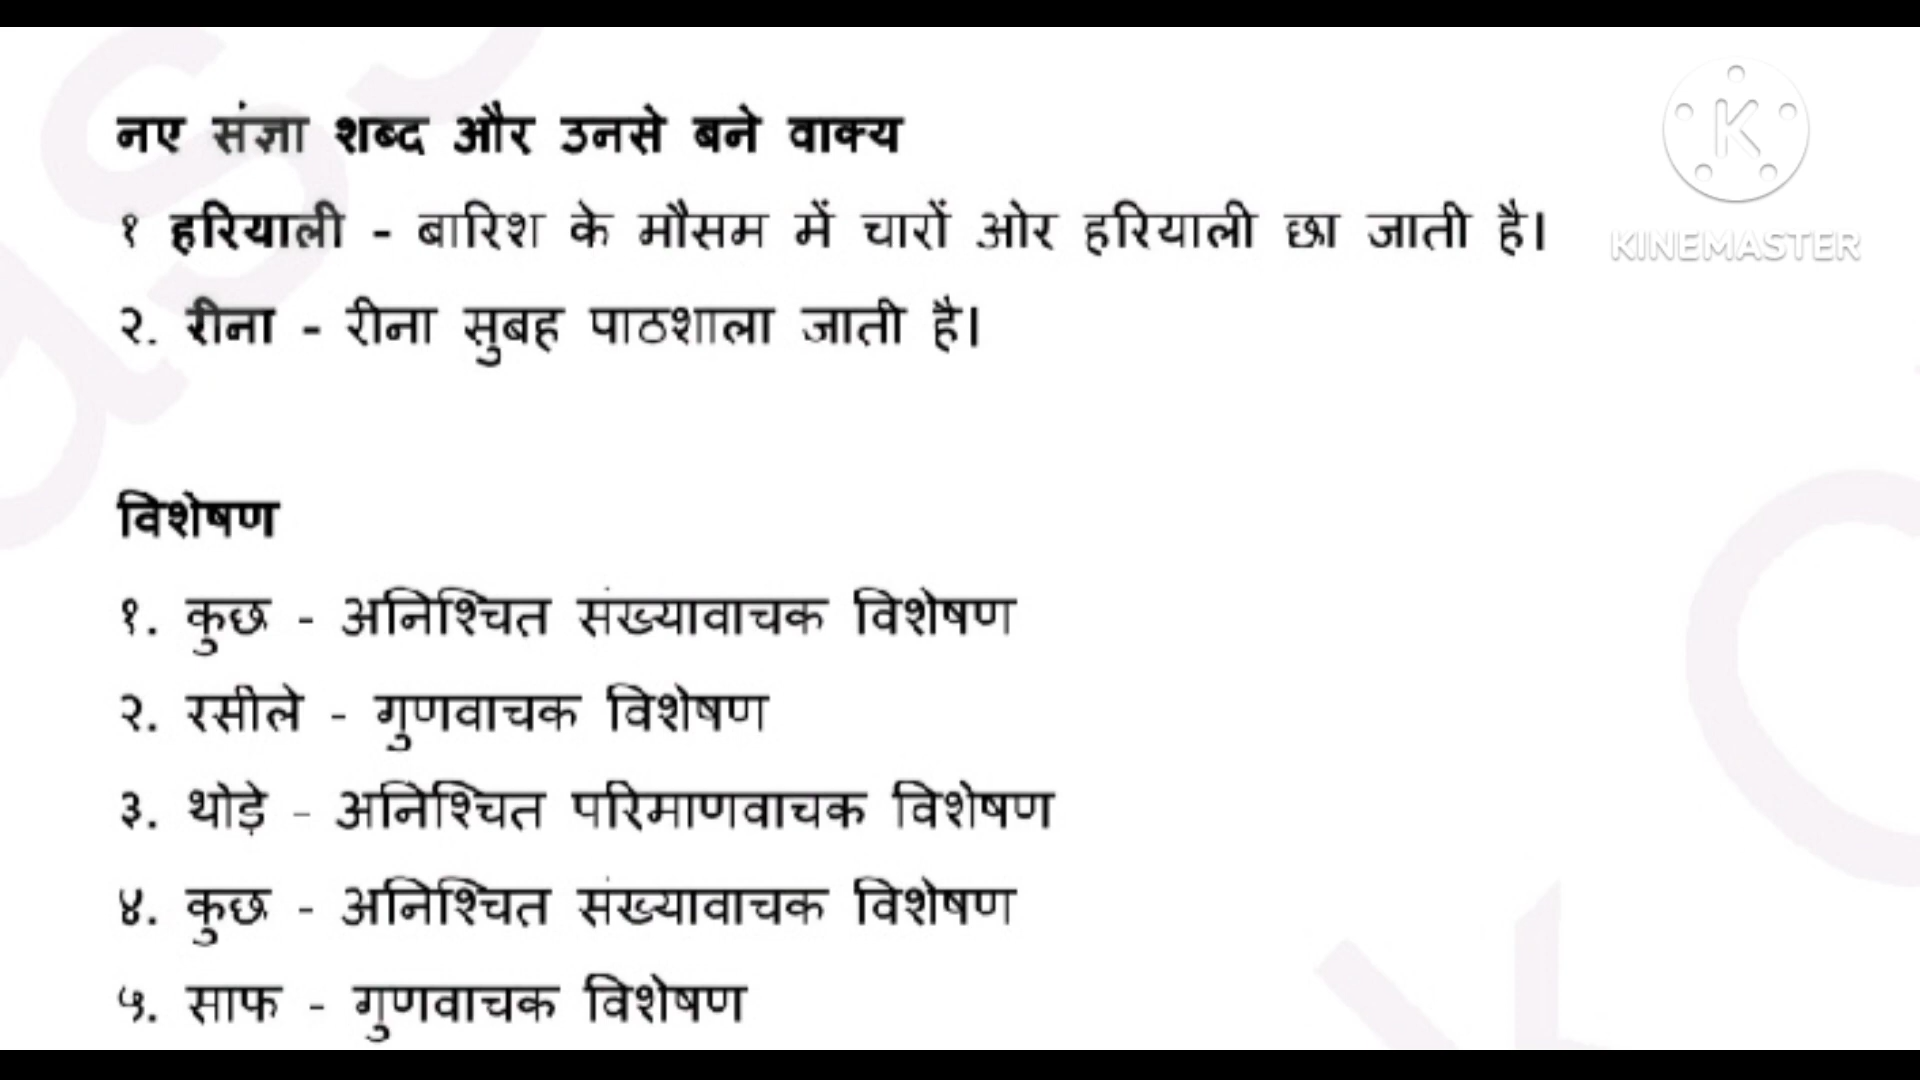 नए संज्ञा शब्द और उनसे बने वाक्य
१ हरियाली - बारिश के मौसम में चारों ओर हरियाली छा जाती है।
२. रीना - रीना सुबह पाठशाला जाती है।
विशेषण
१. कुछ - अनिश्चित संख्यावाचक विशेषण
२. रसीले - गुणवाचक विशेषण
३. थोड़े - अनिश्चित परिमाणवाचक विशेषण
४. कुछ - अनिश्चित संख्यावाचक विशेषण
५. साफ - गुणवाचक विशेषण
K
KINEMASTER